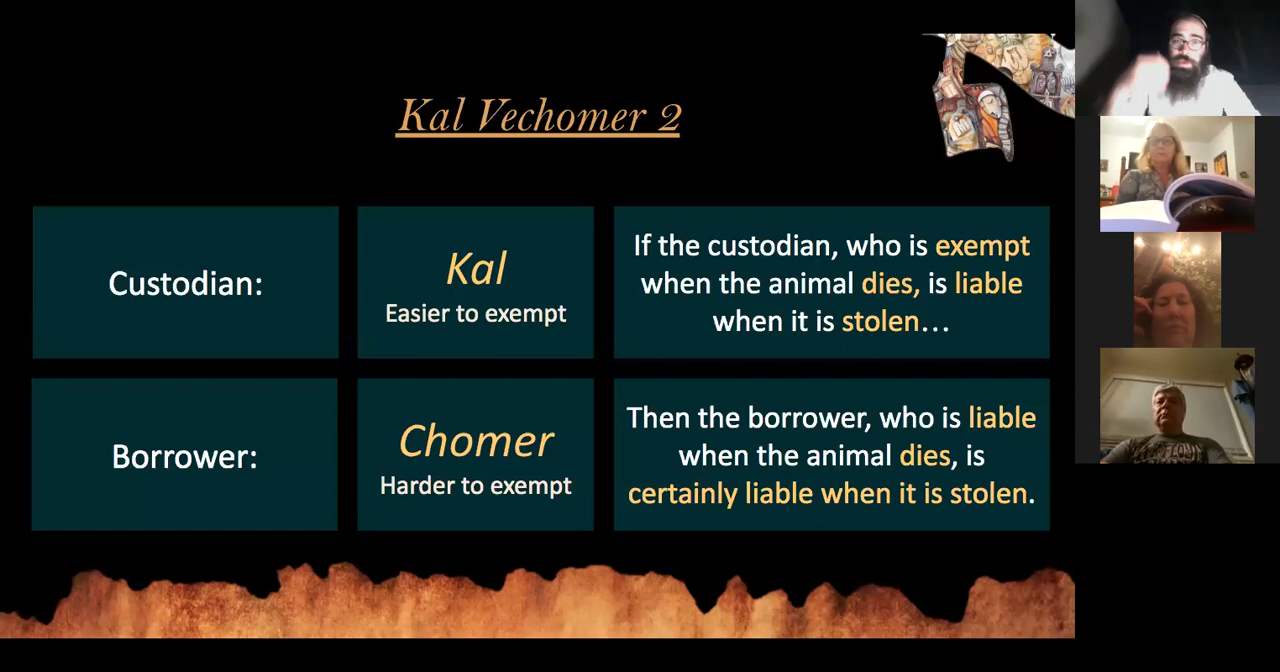 Kal Vechomer 2
Custodian:
Kal
Easier to exempt
If the custodian, who is exempt
when the animal dies, is liable
when it is stolen...
Borrower:
Chomer
Harder to exempt
Then the borrower, who is liable
when the animal dies, is
certainly liable when it is stolen.